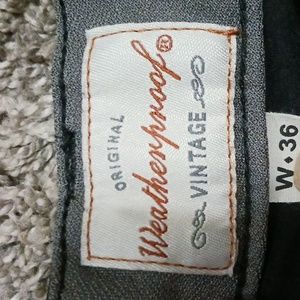 ORIGINAL
Weatherproof®
VINTAGE
W • 36